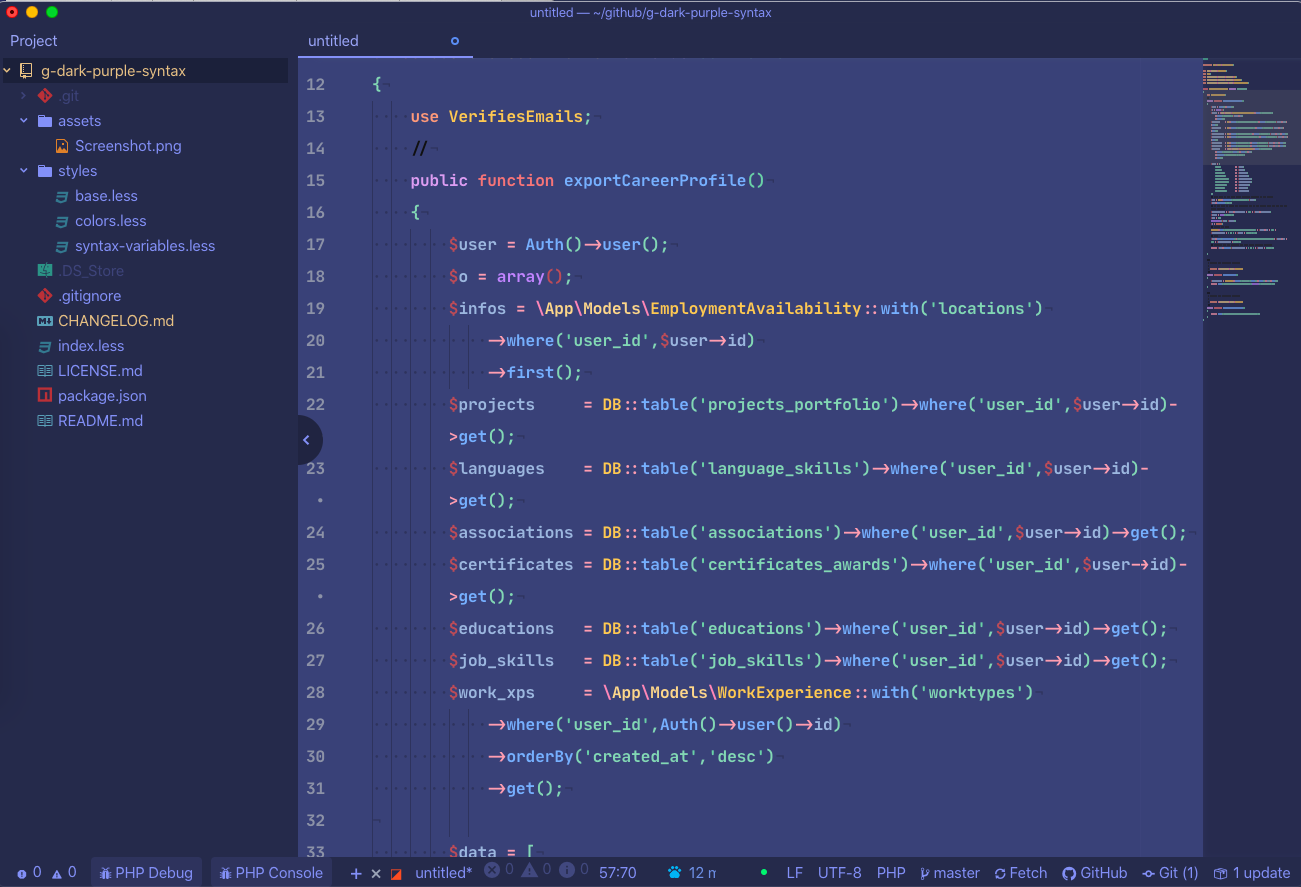 untitled — ~/github/g-dark-purple-syntax
Project
untitled
g-dark-purple-syntax
.git
assets
Screenshot.png
styles
base.less
colors.less
syntax-variables.less
.DS_Store
.gitignore
CHANGELOG.md
index.less
LICENSE.md
package.json
README.md
12 {
13 use VerifiesEmails;
14 //
15 public function exportCareerProfile()
16 {
17 $user = Auth()->user();
18 $o = array();
19 $infos = \App\Models\EmploymentAvailability::with('locations')
20 ->where('user_id',$user->id)
21 ->first();
22 $projects     = DB::table('projects_portfolio')->where('user_id',$user->id)-
>get();
23 $languages    = DB::table('language_skills')->where('user_id',$user->id)-
• >get();
24 $associations = DB::table('associations')->where('user_id',$user->id)->get();
25 $certificates = DB::table('certificates_awards')->where('user_id',$user->id)-
• >get();
26 $educations   = DB::table('educations')->where('user_id',$user->id)->get();
27 $job_skills   = DB::table('job_skills')->where('user_id',$user->id)->get();
28 $work_xps     = \App\Models\WorkExperience::with('worktypes')
29 ->where('user_id',Auth()->user()->id)
30 ->orderBy('created_at','desc')
31 ->get();
32
33 $data = [
0 0 PHP Debug PHP Console + × untitled* 0 0 0 57:70 12 LF UTF-8 PHP master Fetch GitHub Git (1) 1 update